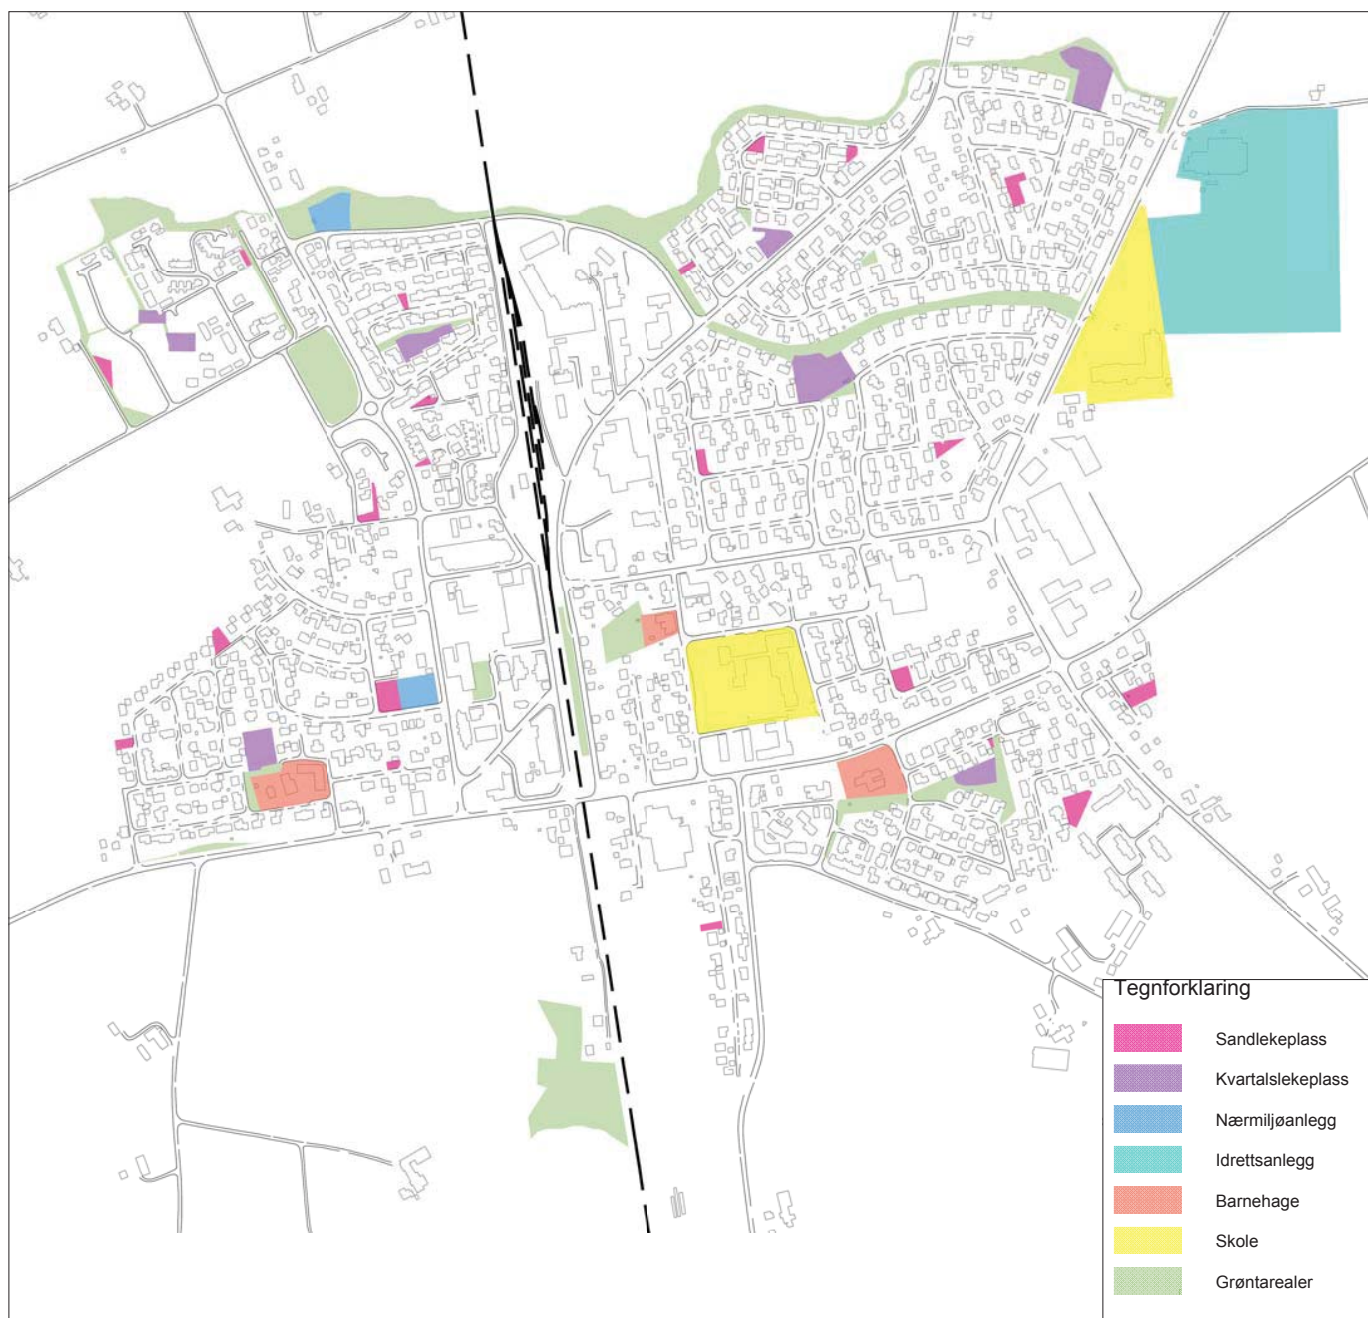 Tegnforklaring
Sandlekeplass
Kvartalslekeplass
Nærmiljøanlegg
Idrettsanlegg
Barnehage
Skole
Grøntarealer